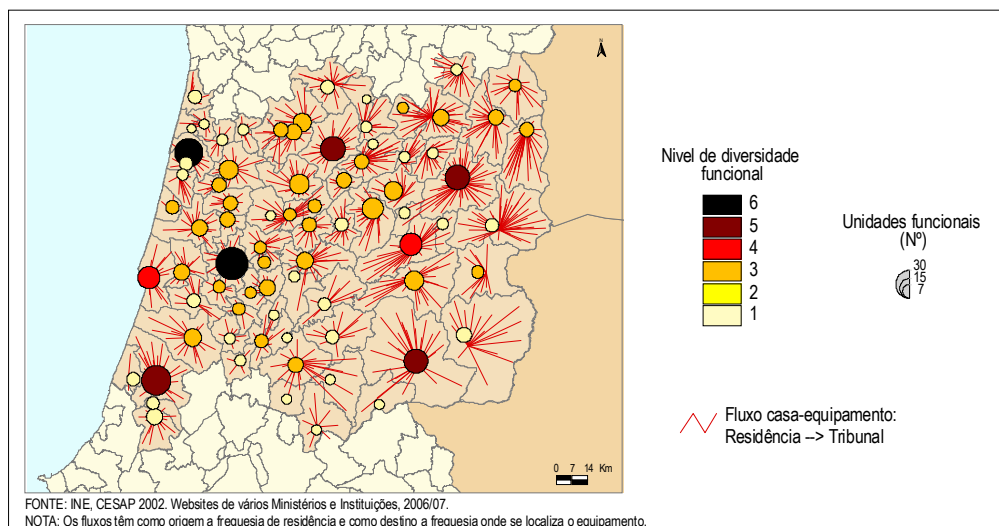 N
Nivel de diversidade
funcional
6
5
4
3
2
1
Unidades funcionais
(Nº)
30
15
7
Fluxo casa-equipamento:
Residência --> Tribunal
0 7 14 Km
FONTE: INE, CESAP 2002. Websites de vários Ministérios e Instituições, 2006/07.
NOTA: Os fluxos têm como origem a freguesia de residência e como destino a freguesia onde se localiza o equipamento.